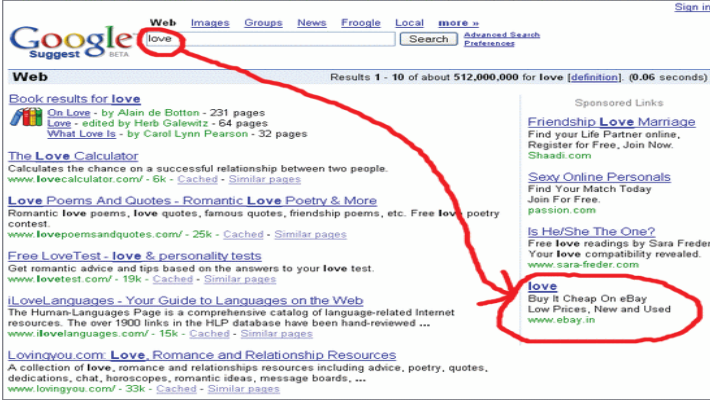 Sign in
Web Images Groups News Froogle Local more »
Google Suggest BETA
love
Search
Advanced Search
Preferences
Web
Results 1 - 10 of about 512,000,000 for love [definition]. (0.06 seconds)
Book results for love
On Love - by Alain de Botton - 231 pages
Love - edited by Herb Galewitz - 64 pages
What Love Is - by Carol Lynn Pearson - 32 pages
The Love Calculator
Calculates the chance on a successful relationship between two people.
www.lovecalculator.com/ - 6k - Cached - Similar pages
Love Poems And Quotes - Romantic Love Poetry & More
Romantic love poems, love quotes, famous quotes, friendship poems, etc. Free love poetry
contest.
www.lovepoemsandquotes.com/ - 25k - Cached - Similar pages
Free LoveTest - love & personality tests
Get romantic advice and tips based on the answers to your love test.
www.lovetest.com/ - 19k - Cached - Similar pages
iLoveLanguages - Your Guide to Languages on the Web
The Human-Languages Page is a comprehensive catalog of language-related Internet
resources. The over 1900 links in the HLP database have been hand-reviewed ...
www.ilovelanguages.com/ - 15k - Cached - Similar pages
Lovingyou.com: Love, Romance and Relationship Resources
A collection of love, romance and relationships resources including advice, poetry, quotes,
dedications, chat, horoscopes, romantic ideas, message boards, ...
www.lovingyou.com/ - 33k - Cached - Similar pages
Sponsored Links
Friendship Love Marriage
Find your Life Partner online,
Register for Free, Join Now.
Shaadi.com
Sexy Online Personals
Find Your Match Today
Join For Free.
passion.com
Is He/She The One?
Free love readings by Sara Freder
Your love compatibility revealed.
www.sara-freder.com
love
Buy It Cheap On eBay
Low Prices, New and Used
www.ebay.in